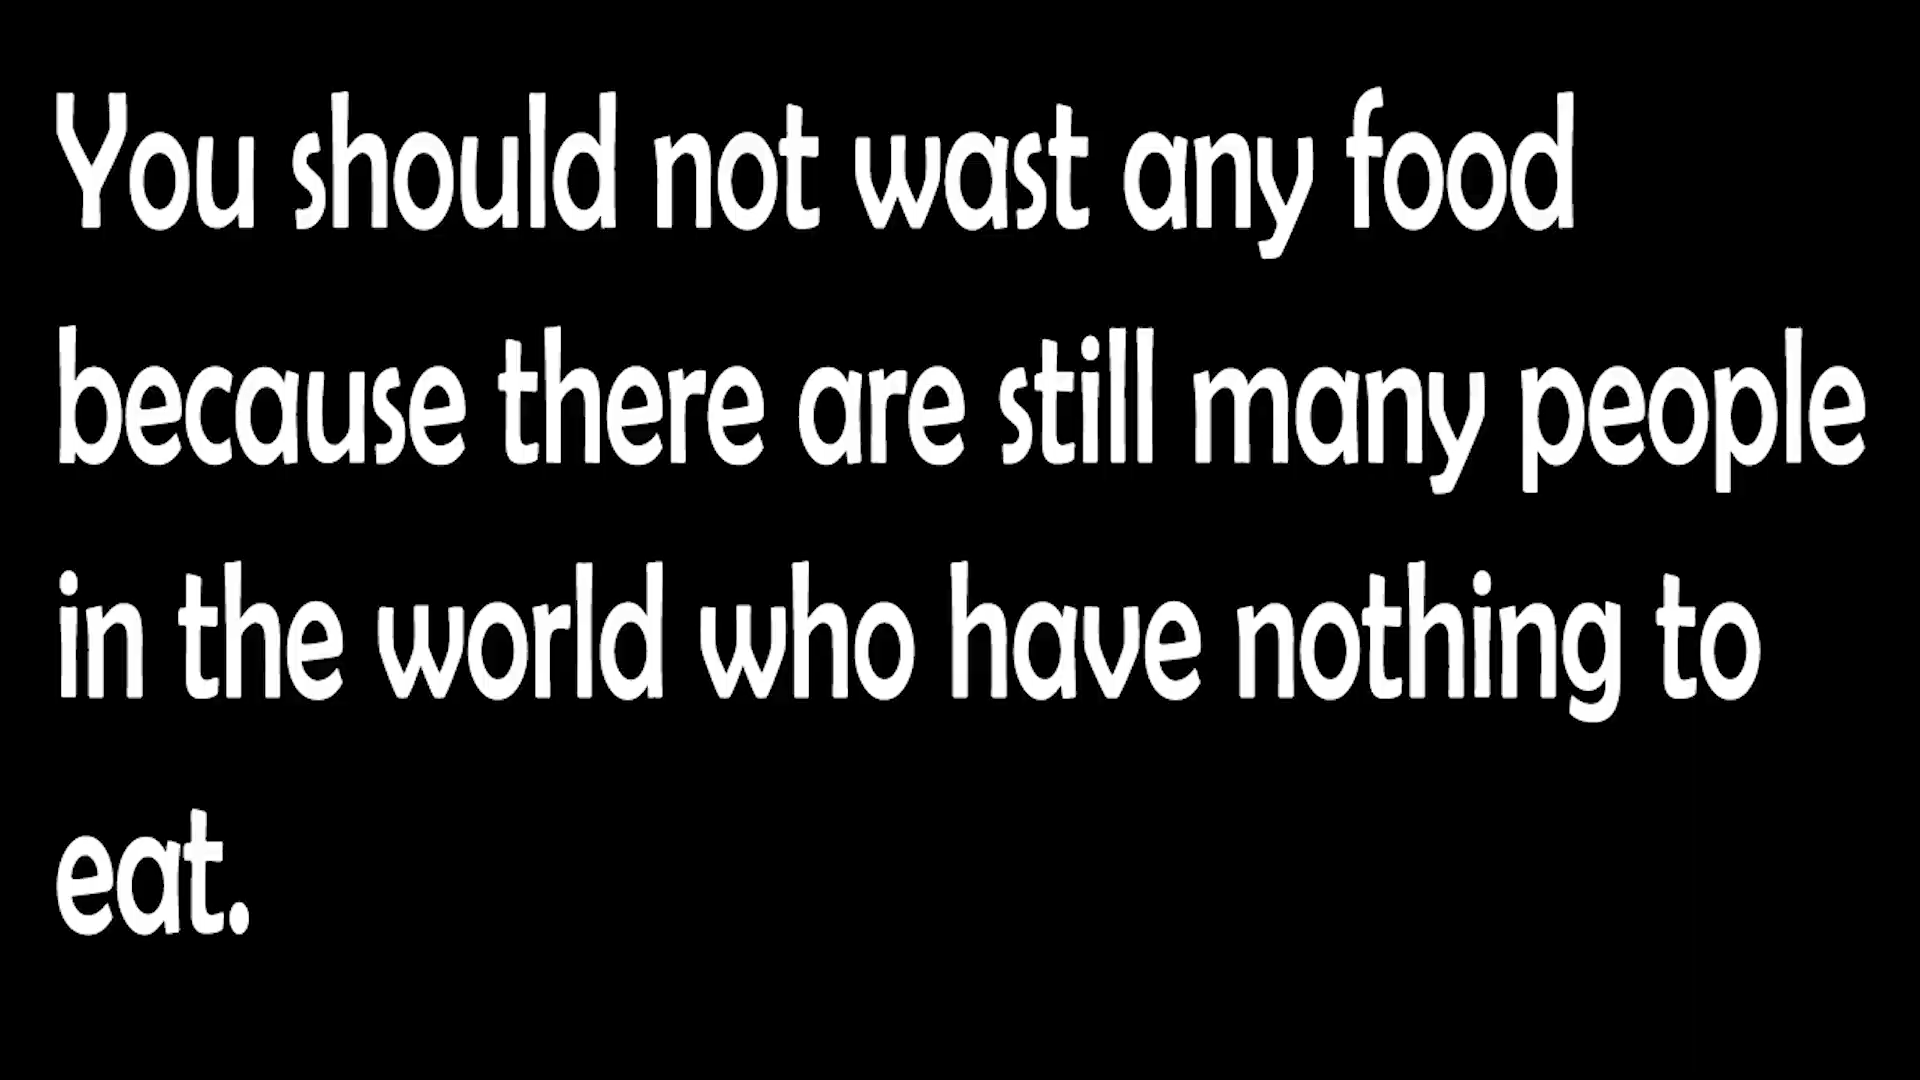 You should not wast any food
because there are still many people
in the world who have nothing to
eat.